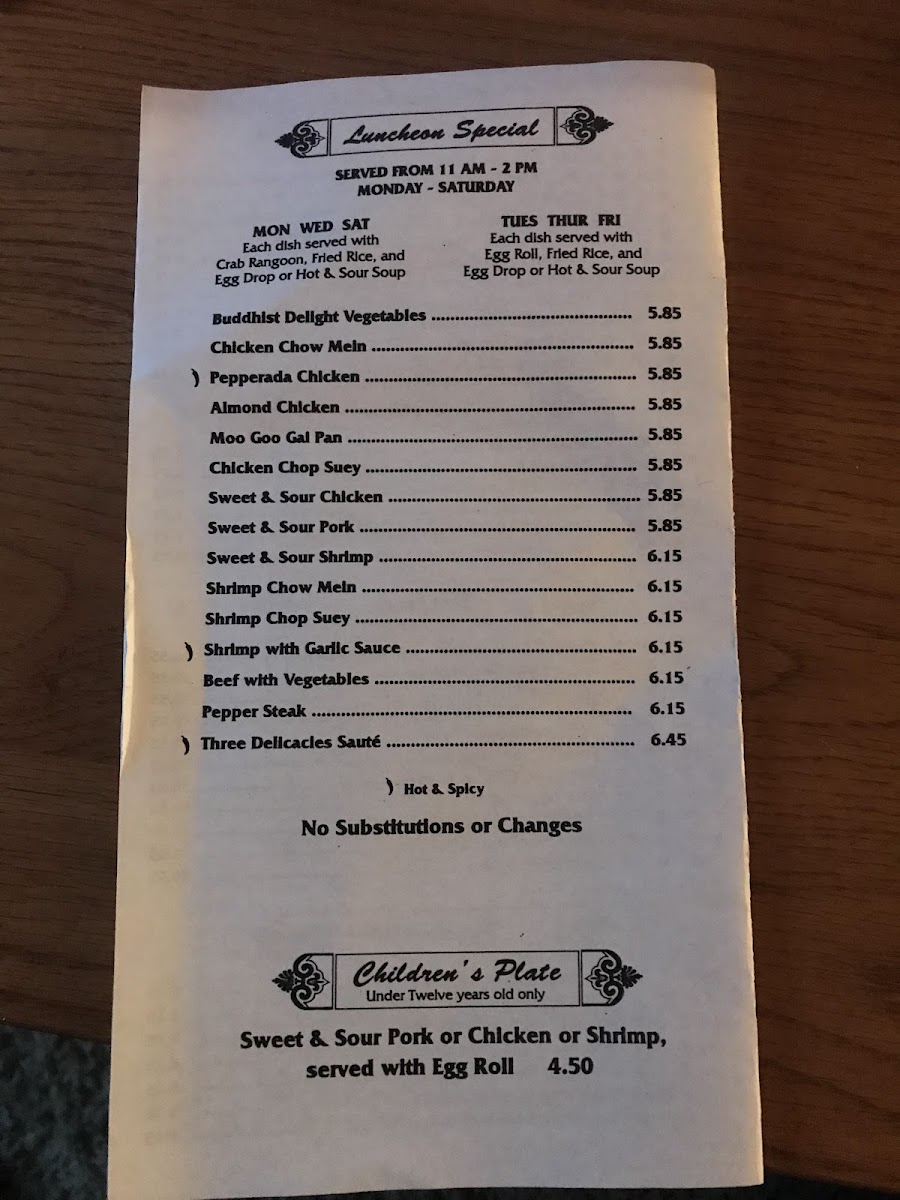 Luncheon Special
SERVED FROM 11 AM - 2 PM
MONDAY - SATURDAY
MON WED SAT
Each dish served with
Crab Rangoon, Fried Rice, and
Egg Drop or Hot & Sour Soup
TUES THUR FRI
Each dish served with
Egg Roll, Fried Rice, and
Egg Drop or Hot & Sour Soup
Buddhist Delight Vegetables 5.85
Chicken Chow Mein 5.85
Pepperada Chicken 5.85
Almond Chicken 5.85
Moo Goo Gai Pan 5.85
Chicken Chop Suey 5.85
Sweet & Sour Chicken 5.85
Sweet & Sour Pork 5.85
Sweet & Sour Shrimp 6.15
Shrimp Chow Mein 6.15
Shrimp Chop Suey 6.15
Shrimp with Garlic Sauce 6.15
Beef with Vegetables 6.15
Pepper Steak 6.15
Three Delicacies Sauté 6.45
Hot & Spicy
No Substitutions or Changes
Children's Plate
Under Twelve years old only
Sweet & Sour Pork or Chicken or Shrimp,
served with Egg Roll 4.50